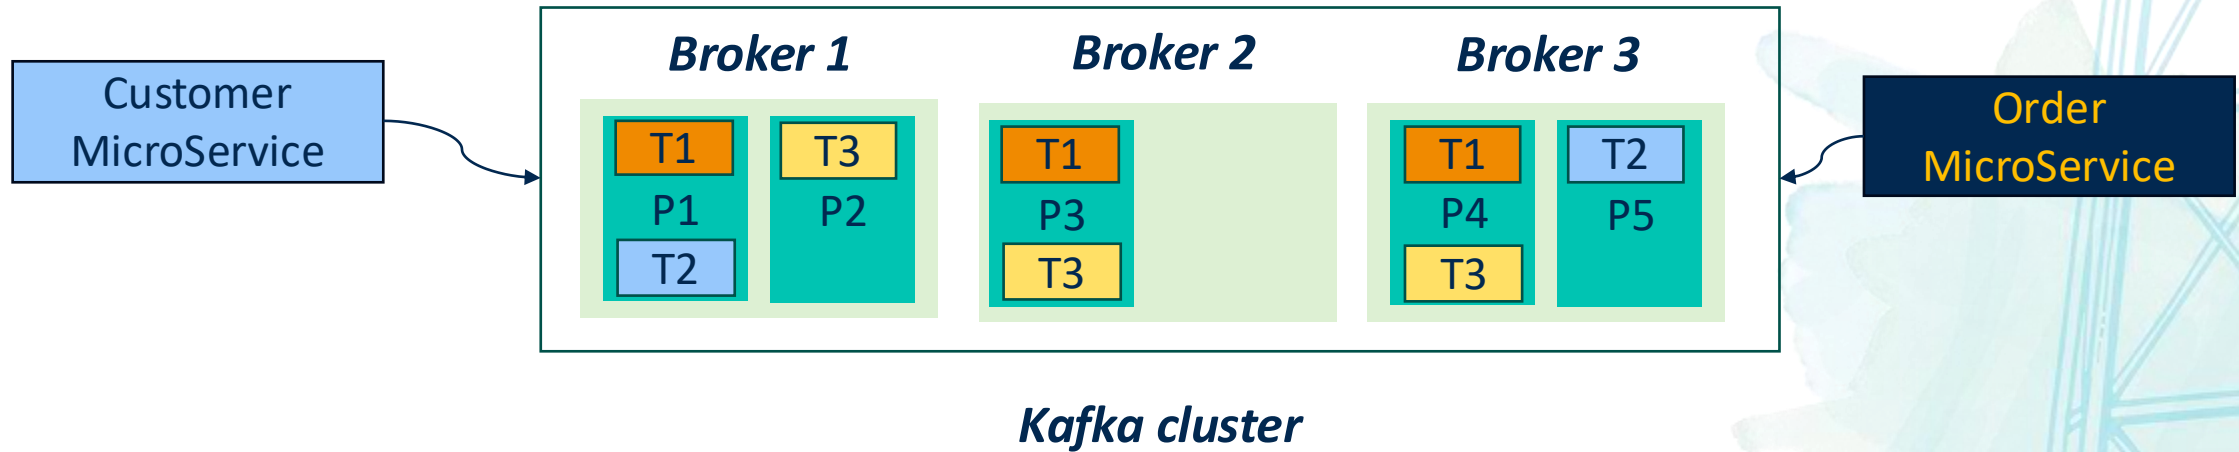 Customer
MicroService
Broker 1
T1
P1
T2
T3
P2
Broker 2
T1
P3
T3
Broker 3
T1
P4
T3
T2
P5
Order
MicroService
Kafka cluster